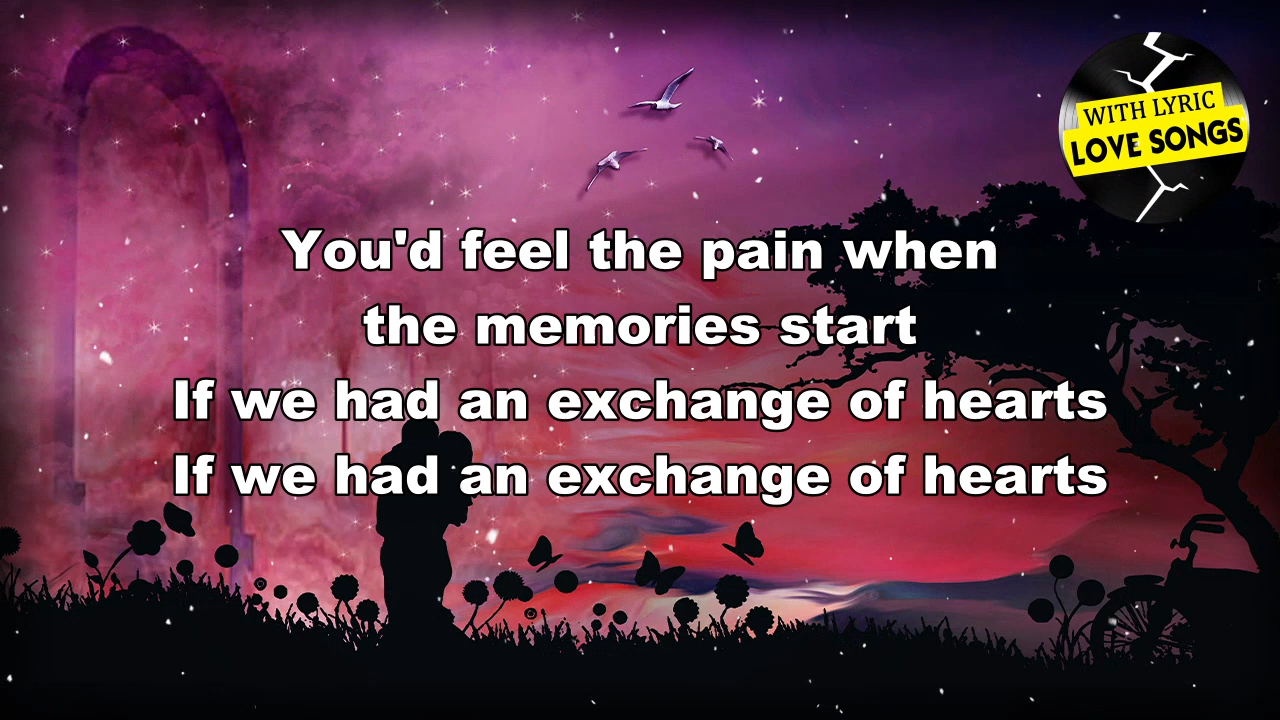 WITH LYRIC
LOVE SONGS
You'd feel the pain when
the memories start
If we had an exchange of hearts
If we had an exchange of hearts